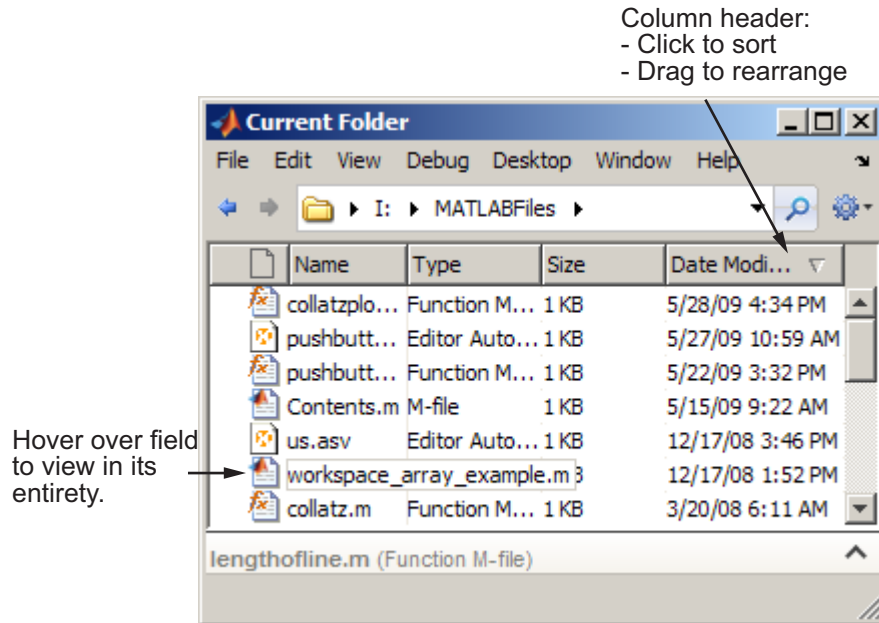 Column header:
- Click to sort
- Drag to rearrange
Current Folder
File Edit View Debug Desktop Window Help
I: MATLABFiles
Name Type Size Date Modi...
collatzplo... Function M... 1 KB 5/28/09 4:34 PM
pushbutt... Editor Auto... 1 KB 5/27/09 10:59 AM
pushbutt... Function M... 1 KB 5/22/09 3:32 PM
Contents.m M-file 1 KB 5/15/09 9:22 AM
us.asv Editor Auto... 1 KB 12/17/08 3:46 PM
Hover over field
to view in its
entirety.
workspace_array_example.m 12/17/08 1:52 PM
collatz.m Function M... 1 KB 3/20/08 6:11 AM
lengthofline.m (Function M-file)